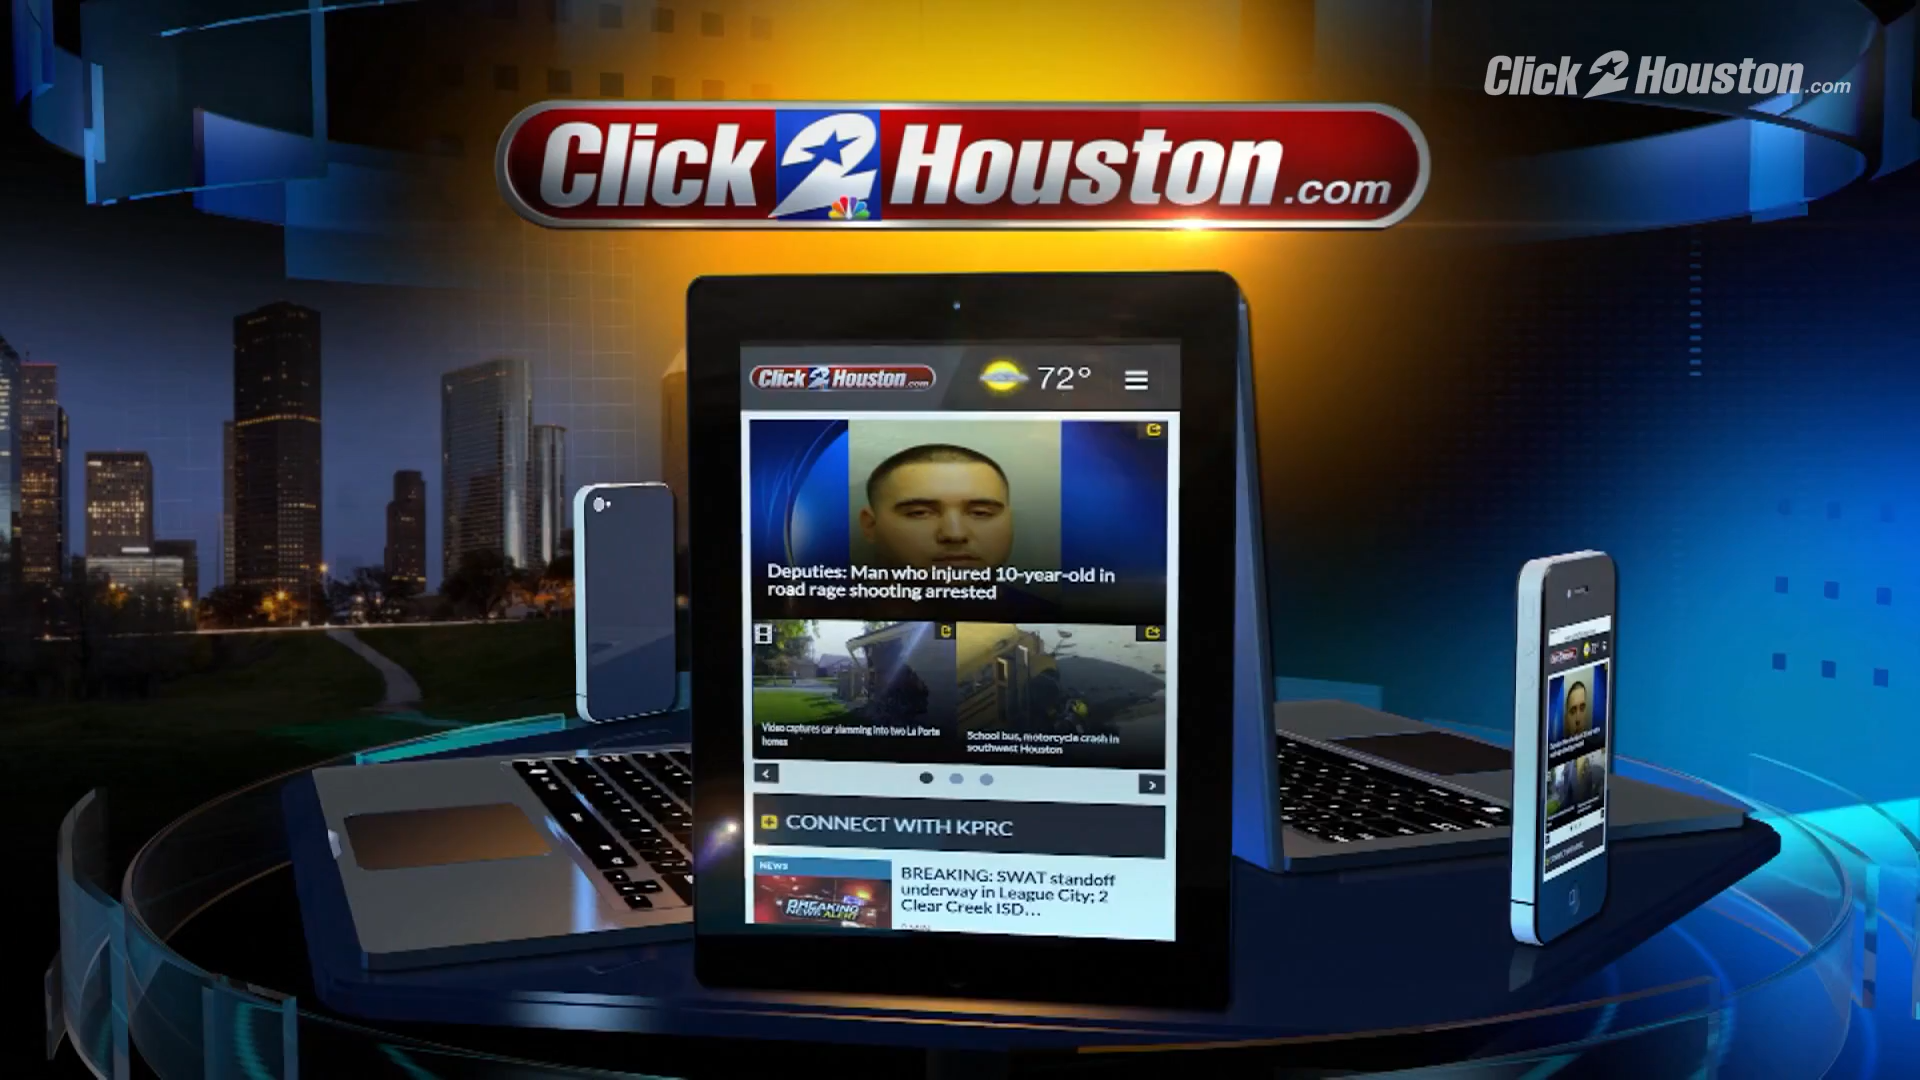 Click2Houston.com
Click2Houston.com
Click2Houston.com
72°
Deputies: Man who injured 10-year-old in
road rage shooting arrested
Video captures car slamming into two La Porte
homes
School bus, motorcycle crash in
southwest Houston
CONNECT WITH KPRC
NEWS
BREAKING
NEWS ALERT
BREAKING: SWAT standoff
underway in League City; 2
Clear Creek ISD...